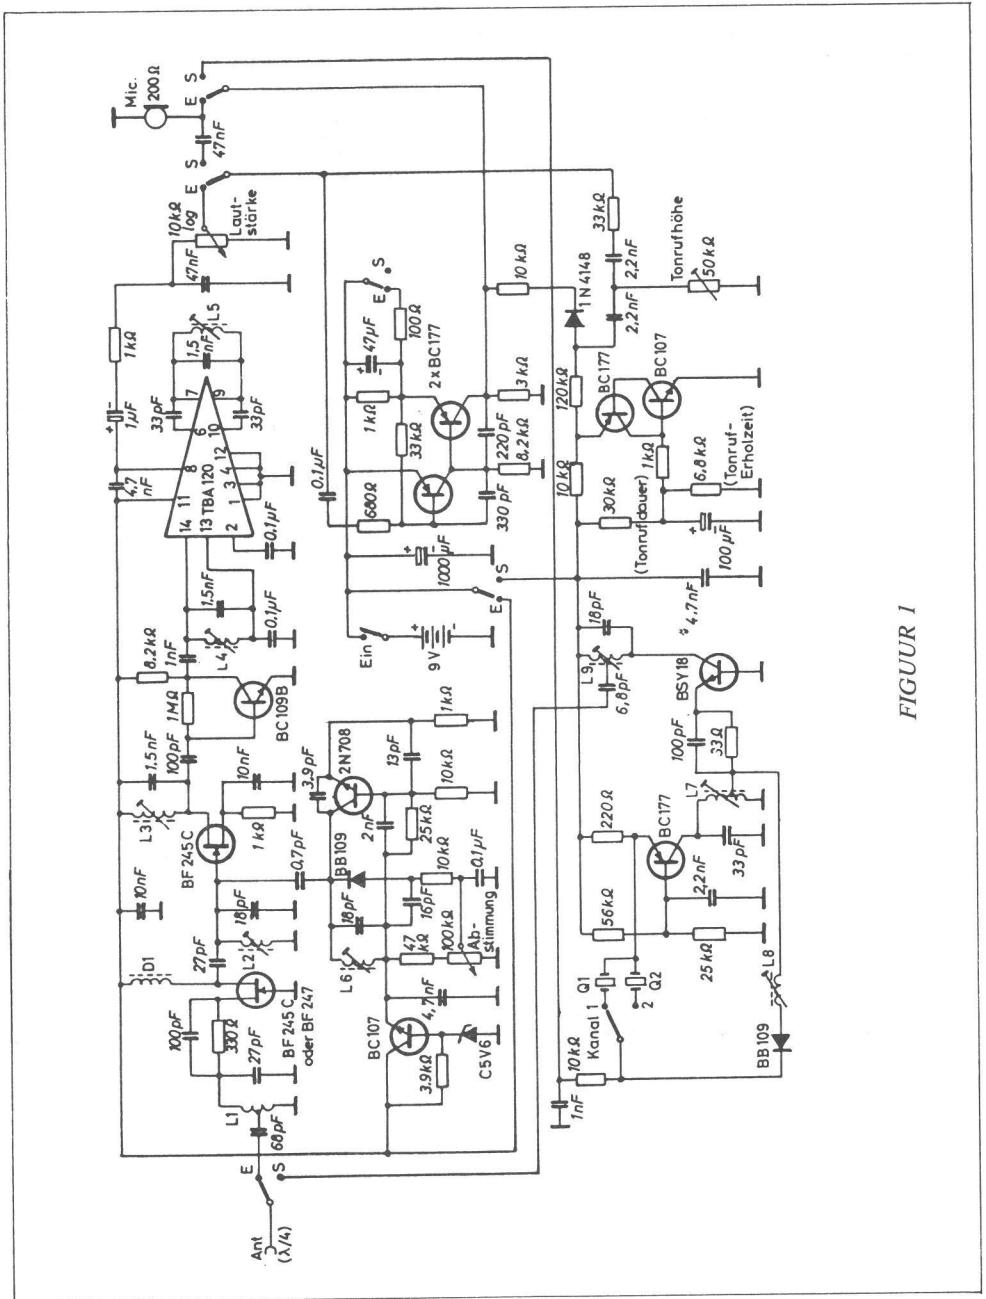 Ant
(λ/4)
E
S
68pF
L1
27pF
100pF
330Ω
BF 245 C
oder BF 247
D1
27pF
L2
18pF
10nF
BF 245 C
L3
1,5nF
100pF
1kΩ
10nF
1MΩ
8,2kΩ
BC109B
1nF
L4
1,5nF
0,1µF
0,1µF
14
13
2
11
TBA120
1
3
4
12
8
6
10
7
9
4,7
nF
1µF
+
-
33pF
33pF
1,5
nF
L5
1kΩ
47nF
10kΩ
log
Laut-
stärke
E
S
47nF
Mic.
200Ω
E
S
0,7pF
3,9pF
2N708
BB109
18pF
L6
2nF
13pF
25kΩ
10kΩ
1kΩ
16pF
10kΩ
0,1µF
47
kΩ
100kΩ
Ab-
stimmung
4,7nF
BC107
3,9kΩ
C5V6
Ein
9V
+
-
E
S
1000µF
+
-
680Ω
0,1µF
33kΩ
1kΩ
47µF
+
-
100Ω
E
S
2xBC177
330pF
220pF
8,2kΩ
3kΩ
10kΩ
1N4148
33kΩ
2,2nF
2,2nF
Tonrufhöhe
50kΩ
120kΩ
10kΩ
BC177
BC107
1kΩ
30kΩ
(Tonrufdauer)
6,8kΩ
(Tonruf-
Erholzeit)
100µF
+
-
4,7nF
18pF
L9
6,8pF
BSY18
100pF
33Ω
L7
220Ω
BC177
33pF
2,2nF
56kΩ
25kΩ
L8
BB109
Q1
Q2
Kanal 1
2
10kΩ
1nF
FIGUUR 1